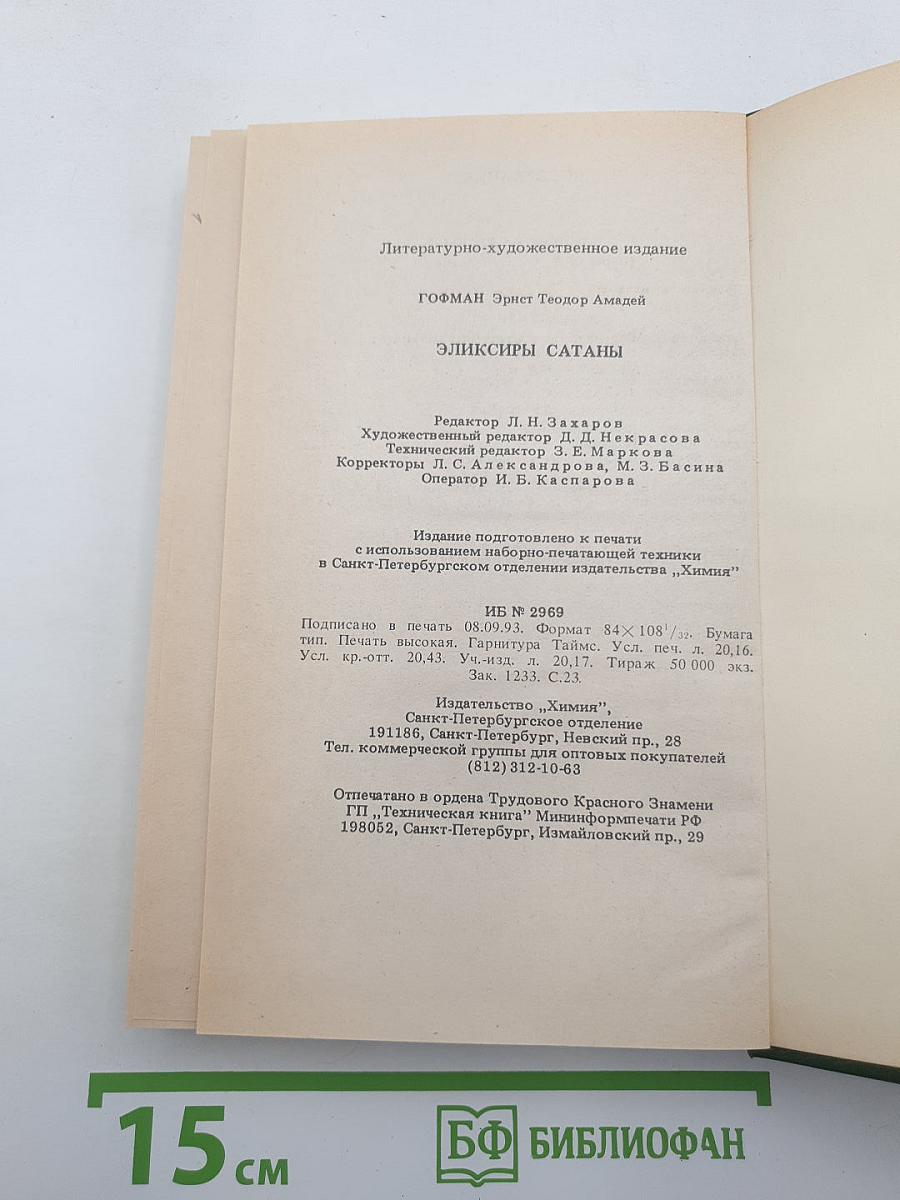 Литературно-художественное издание
ГОФМАН Эрнст Теодор Амадей
ЭЛИКСИРЫ САТАНЫ
Редактор Л. Н. Захаров
Художественный редактор Д. Д. Некрасова
Технический редактор З. Е. Маркова
Корректоры Л. С. Александрова, М. З. Басина
Оператор И. Б. Каспарова
Издание подготовлено к печати
с использованием наборно-печатающей техники
в Санкт-Петербургском отделении издательства „Химия”
ИБ № 2969
Подписано в печать 08.09.93. Формат 84×108¹/₃₂. Бумага
тип. Печать высокая. Гарнитура Таймс. Усл. печ. л. 20,16.
Усл. кр.-отт. 20,43. Уч.-изд. л. 20,17. Тираж 50 000 экз.
Зак. 1233. С.23.
Издательство „Химия”,
Санкт-Петербургское отделение
191186, Санкт-Петербург, Невский пр., 28
Тел. коммерческой группы для оптовых покупателей
(812) 312-10-63
Отпечатано в ордена Трудового Красного Знамени
ГП „Техническая книга” Мининформпечати РФ
198052, Санкт-Петербург, Измайловский пр., 29
15 см
БФ БИБЛИОФАН